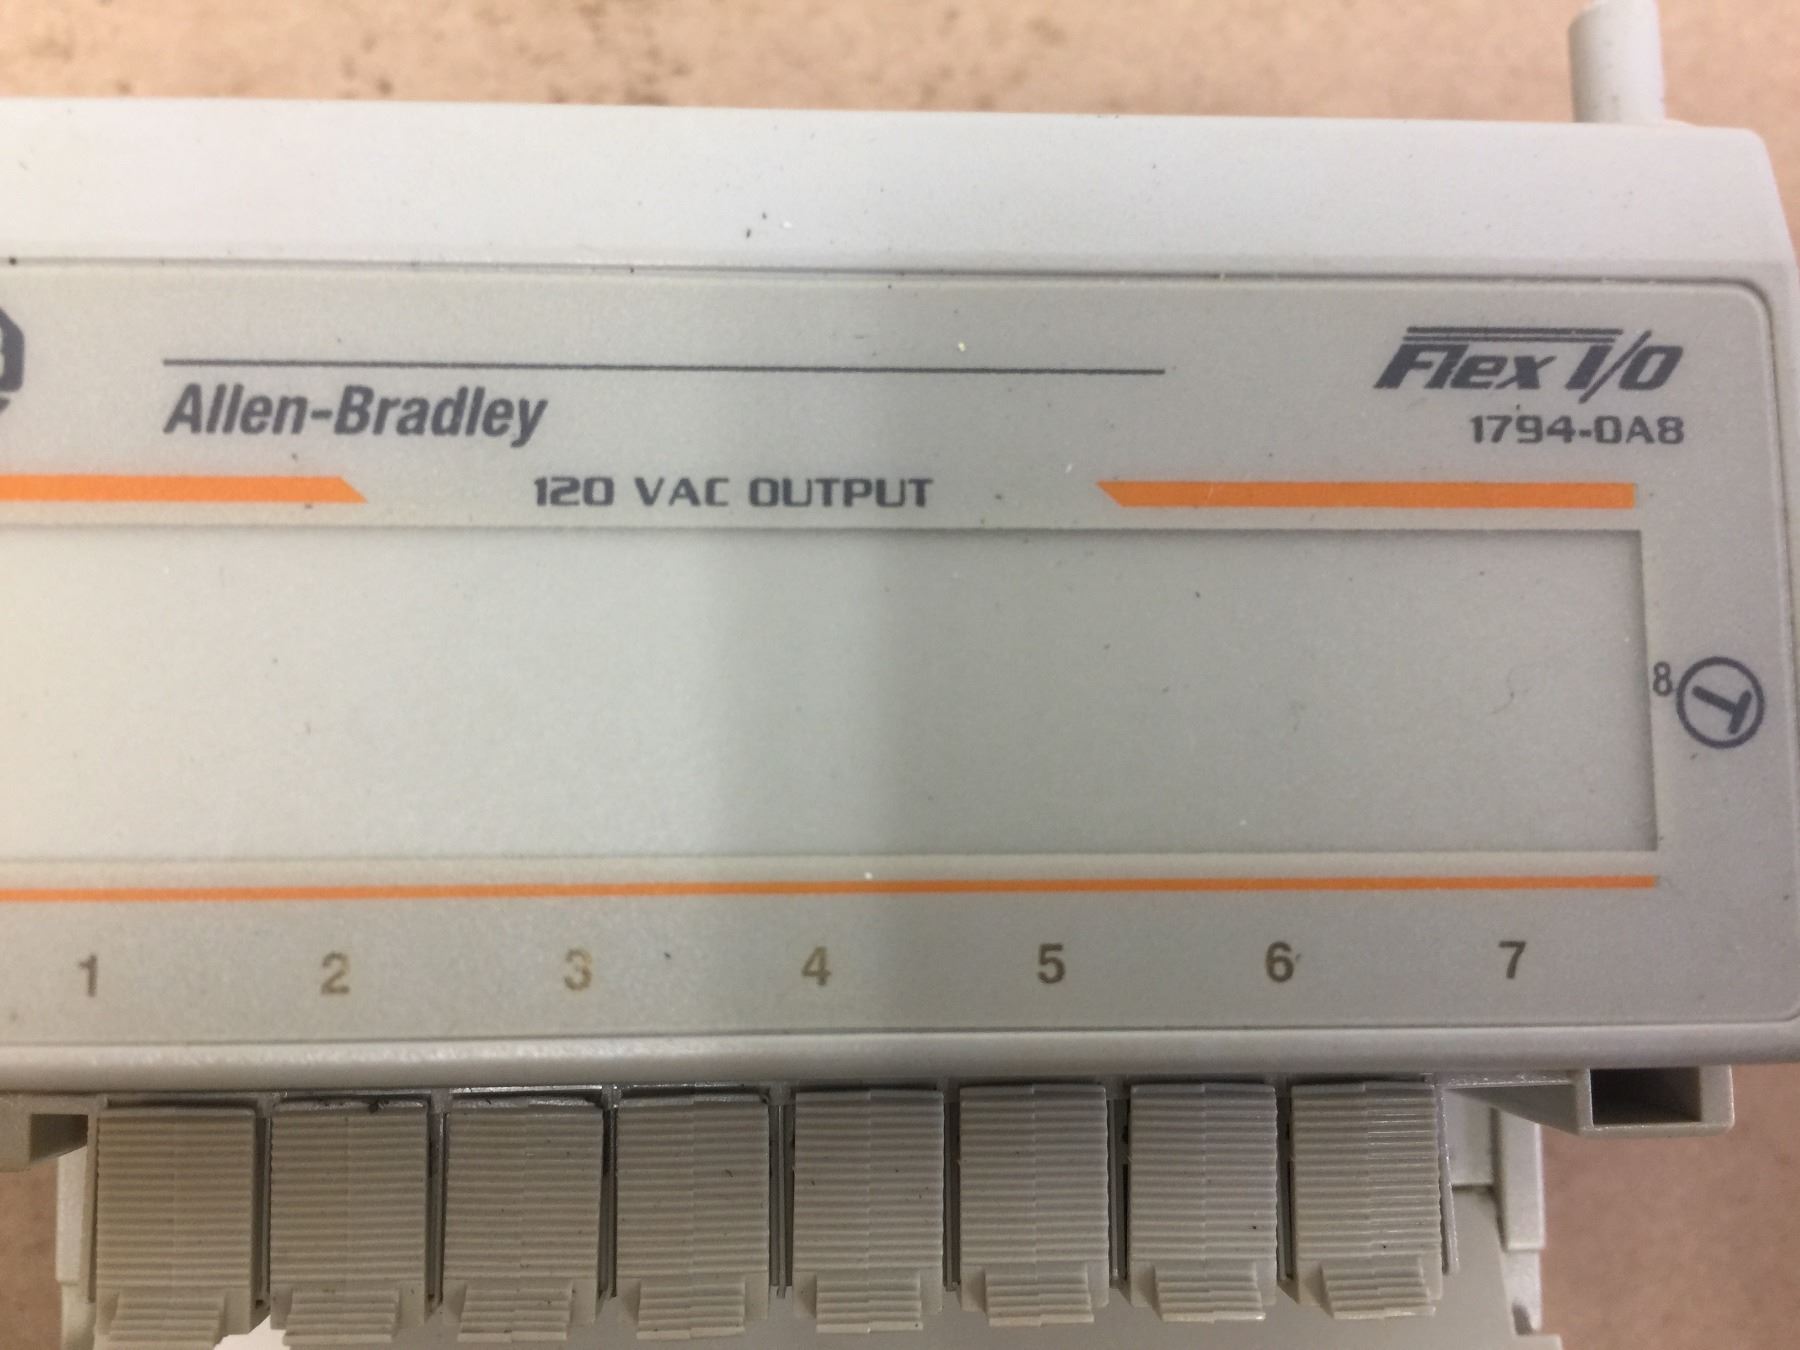 Allen-Bradley
Flex I/O
1794-OA8
120 VAC OUTPUT
8
1 2 3 4 5 6 7